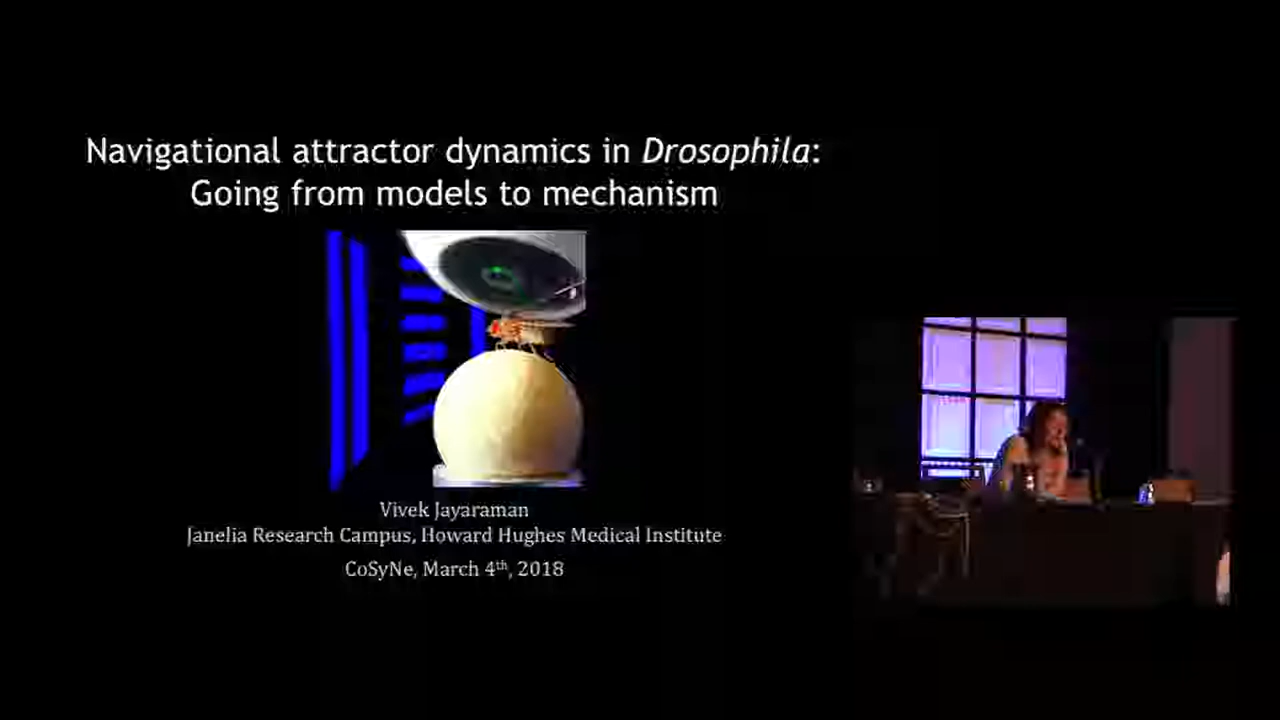 Navigational attractor dynamics in Drosophila:
Going from models to mechanism
Vivek Jayaraman
Janelia Research Campus, Howard Hughes Medical Institute
CoSyNe, March 4th, 2018